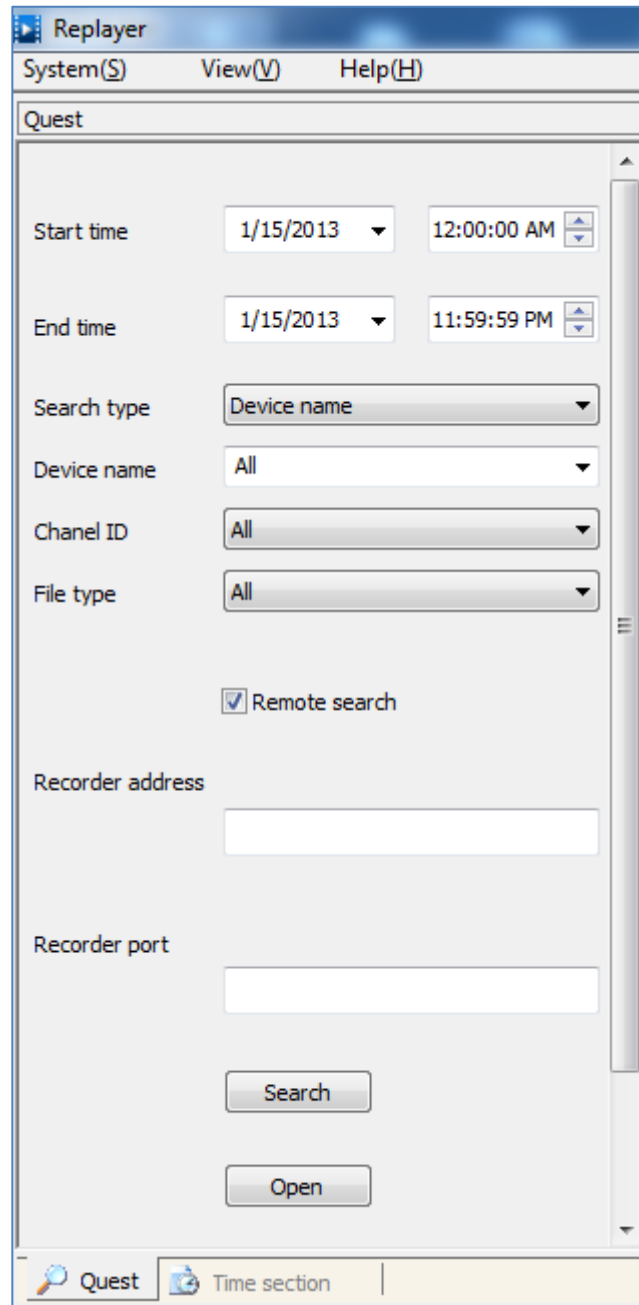 Replayer
System(S) View(V) Help(H)
Quest
Start time 1/15/2013 12:00:00 AM
End time 1/15/2013 11:59:59 PM
Search type Device name
Device name All
Chanel ID All
File type All
Remote search
Recorder address
Recorder port
Search
Open
Quest Time section